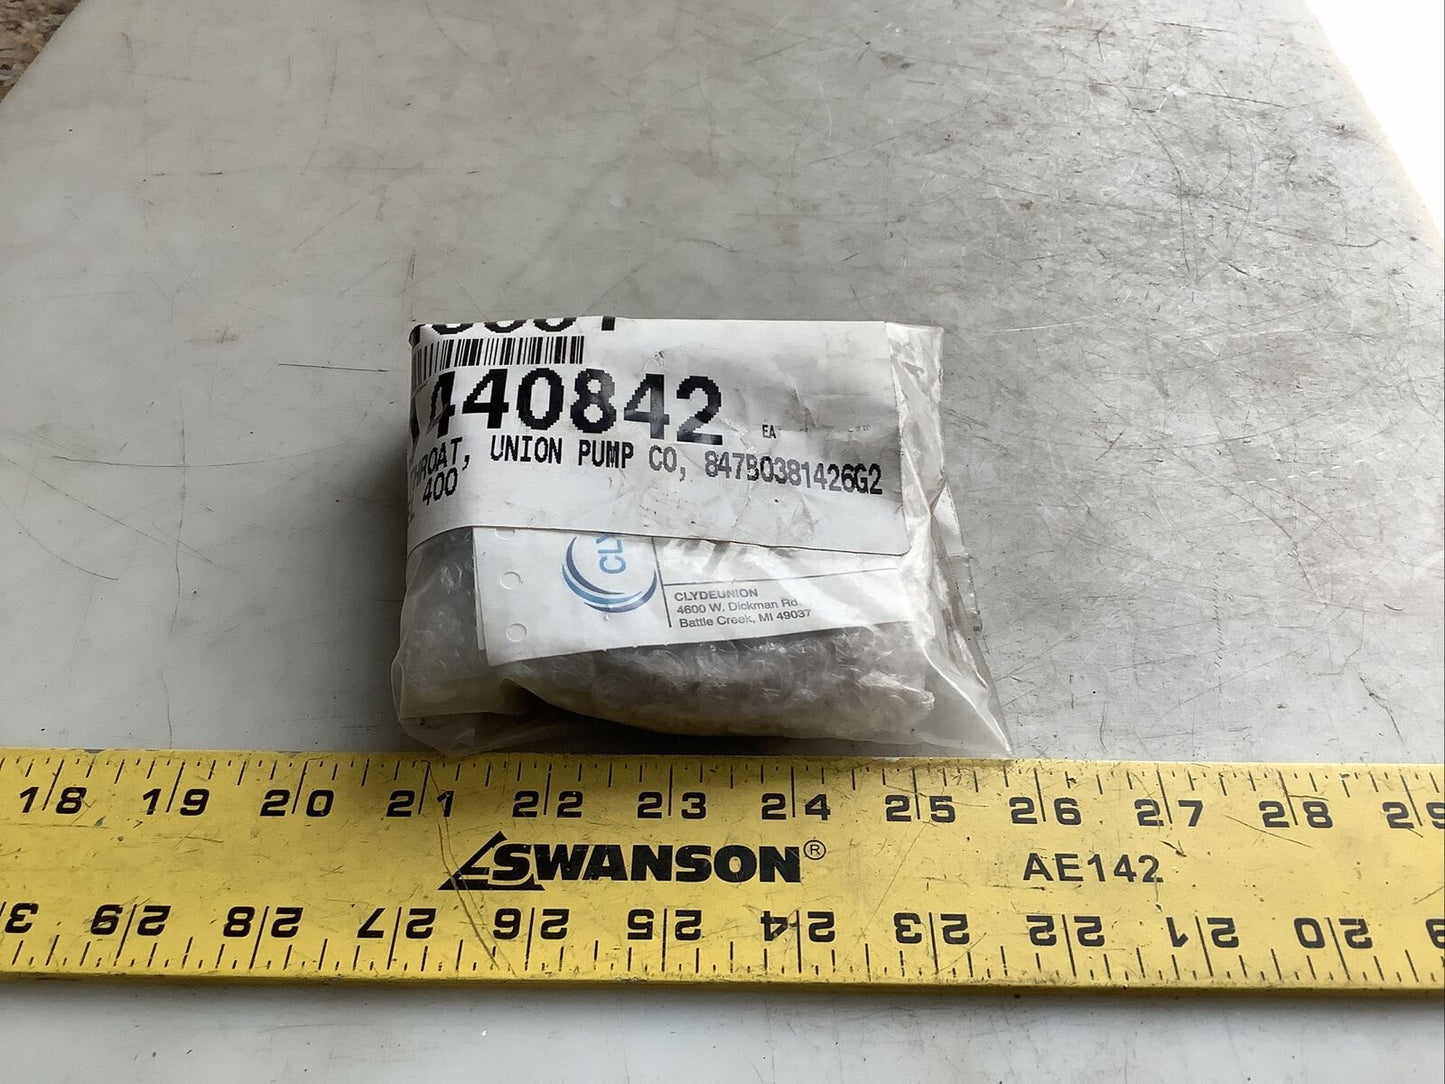 440842
EA
THROAT, UNION PUMP CO, 847B0381426G2
400
CLY
CLYDEUNION
4600 W. Dickman Rd.
Battle Creek, MI 49037
18 19 20 21 22 23 24 25 26 27 28 29
SWANSON® AE142
29 28 27 26 25 24 23 22 21 20